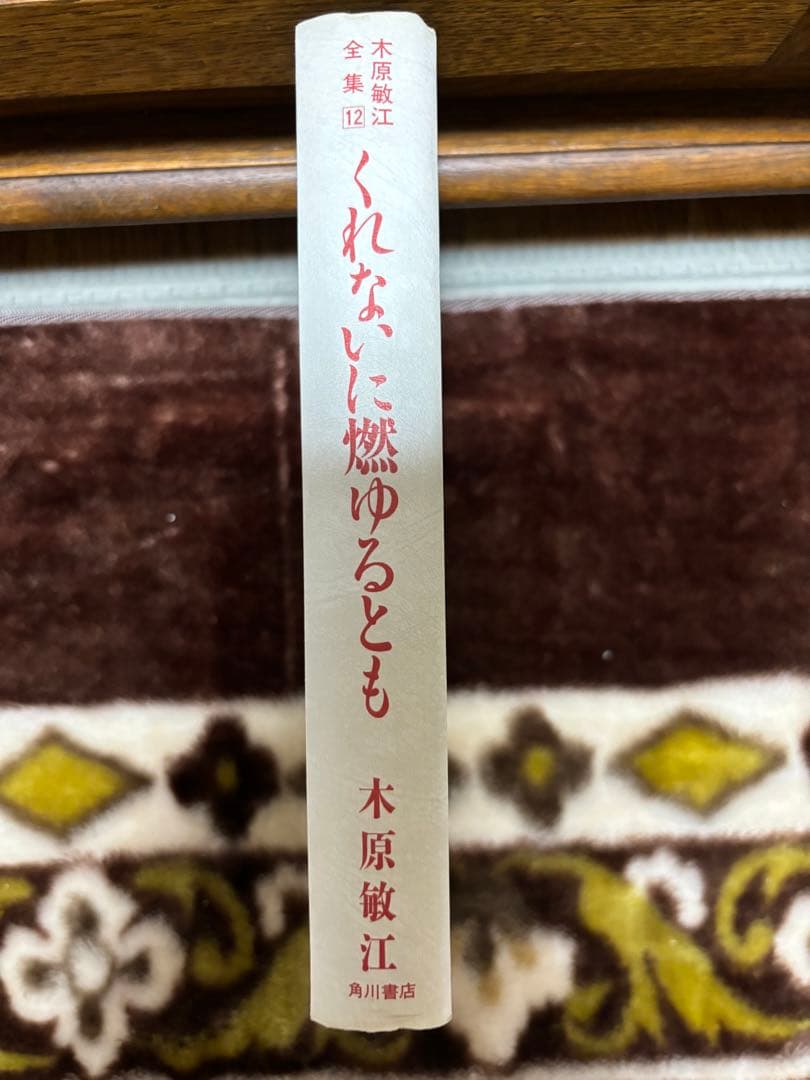 木原敏江
全集12
くれないに燃ゆるとも
木原敏江
角川書店